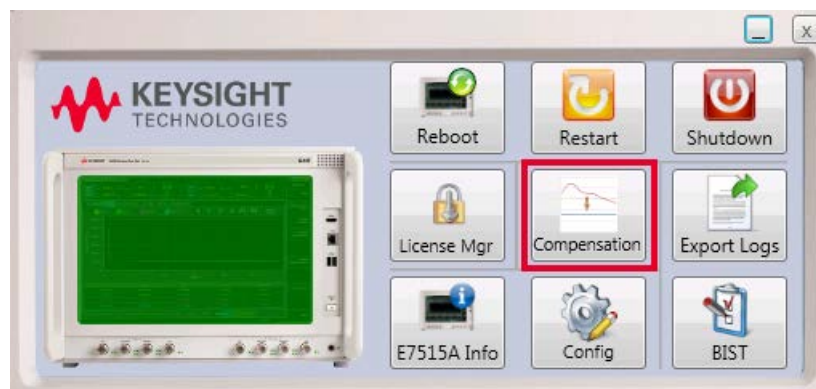 x
KEYSIGHT
TECHNOLOGIES
Reboot
Restart
Shutdown
License Mgr
Compensation
Export Logs
E7515A Info
Config
BIST